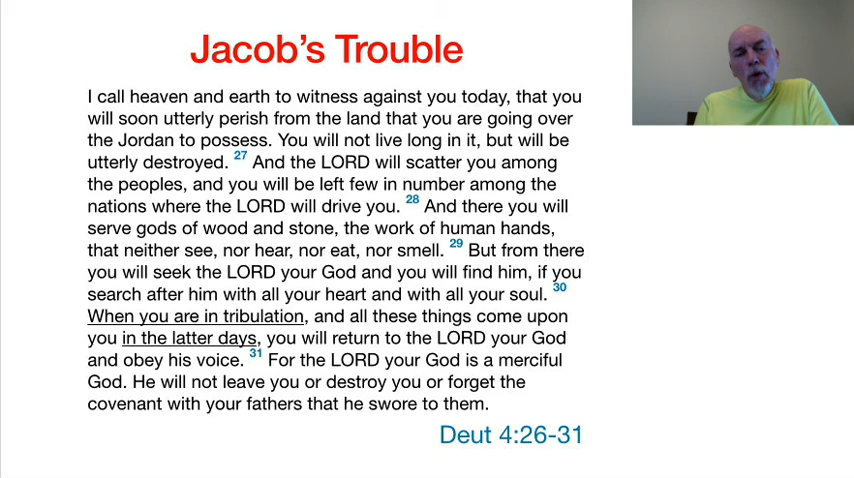 Jacob's Trouble
I call heaven and earth to witness against you today, that you
will soon utterly perish from the land that you are going over
the Jordan to possess. You will not live long in it, but will be
utterly destroyed. 27 And the LORD will scatter you among
the peoples, and you will be left few in number among the
nations where the LORD will drive you. 28 And there you will
serve gods of wood and stone, the work of human hands,
that neither see, nor hear, nor eat, nor smell. 29 But from there
you will seek the LORD your God and you will find him, if you
search after him with all your heart and with all your soul. 30
When you are in tribulation, and all these things come upon
you in the latter days, you will return to the LORD your God
and obey his voice. 31 For the LORD your God is a merciful
God. He will not leave you or destroy you or forget the
covenant with your fathers that he swore to them.
Deut 4:26-31